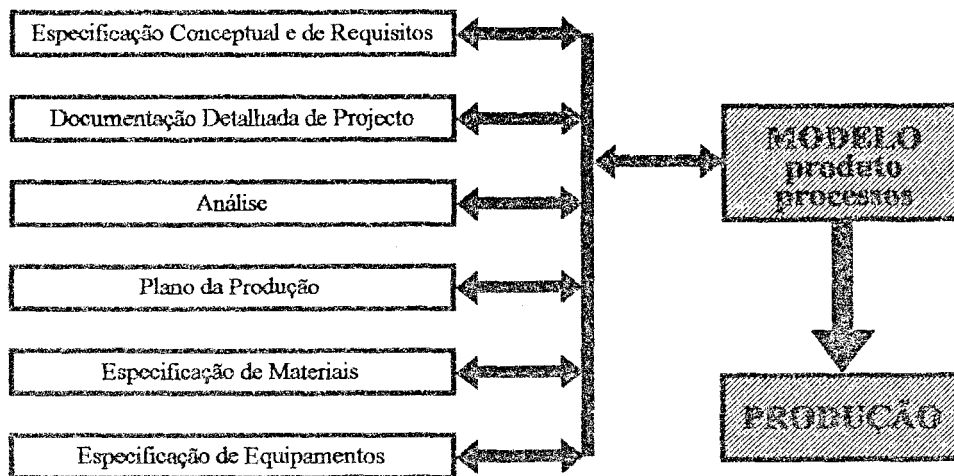 Especificação Conceptual e de Requisitos
Documentação Detalhada de Projecto
Análise
Plano da Produção
Especificação de Materiais
Especificação de Equipamentos
MODELO
produto
processos
PRODUÇÃO